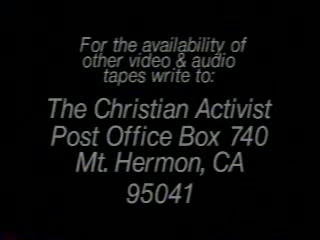 For the availability of
other video & audio
tapes write to:
The Christian Activist
Post Office Box 740
Mt. Hermon, CA
95041